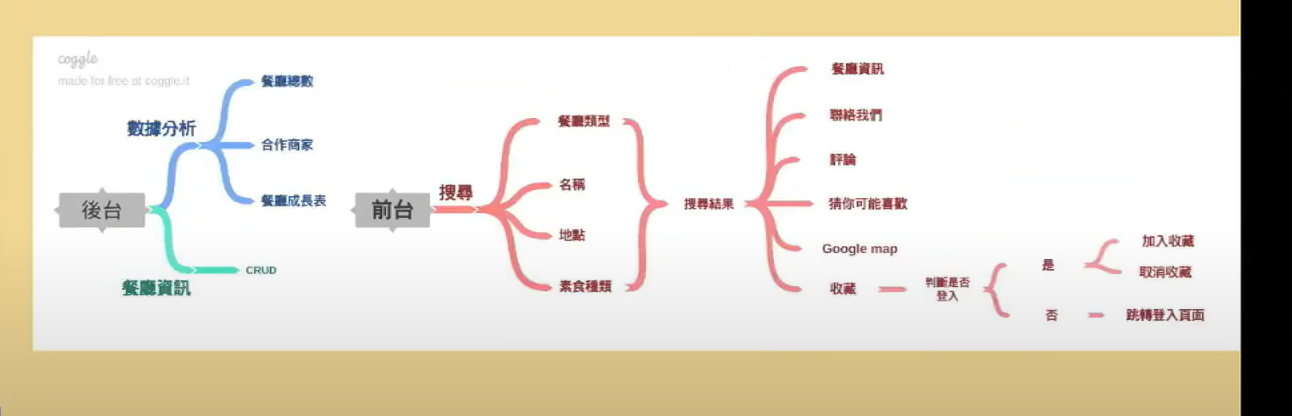 coggle
made for free at coggle.it
後台
數據分析
餐廳總數
合作商家
餐廳成長表
餐廳資訊
CRUD
前台
搜尋
餐廳類型
名稱
地點
素食種類
搜尋結果
餐廳資訊
聯絡我們
評論
猜你可能喜歡
Google map
收藏
判斷是否
登入
是
加入收藏
取消收藏
否
跳轉登入頁面